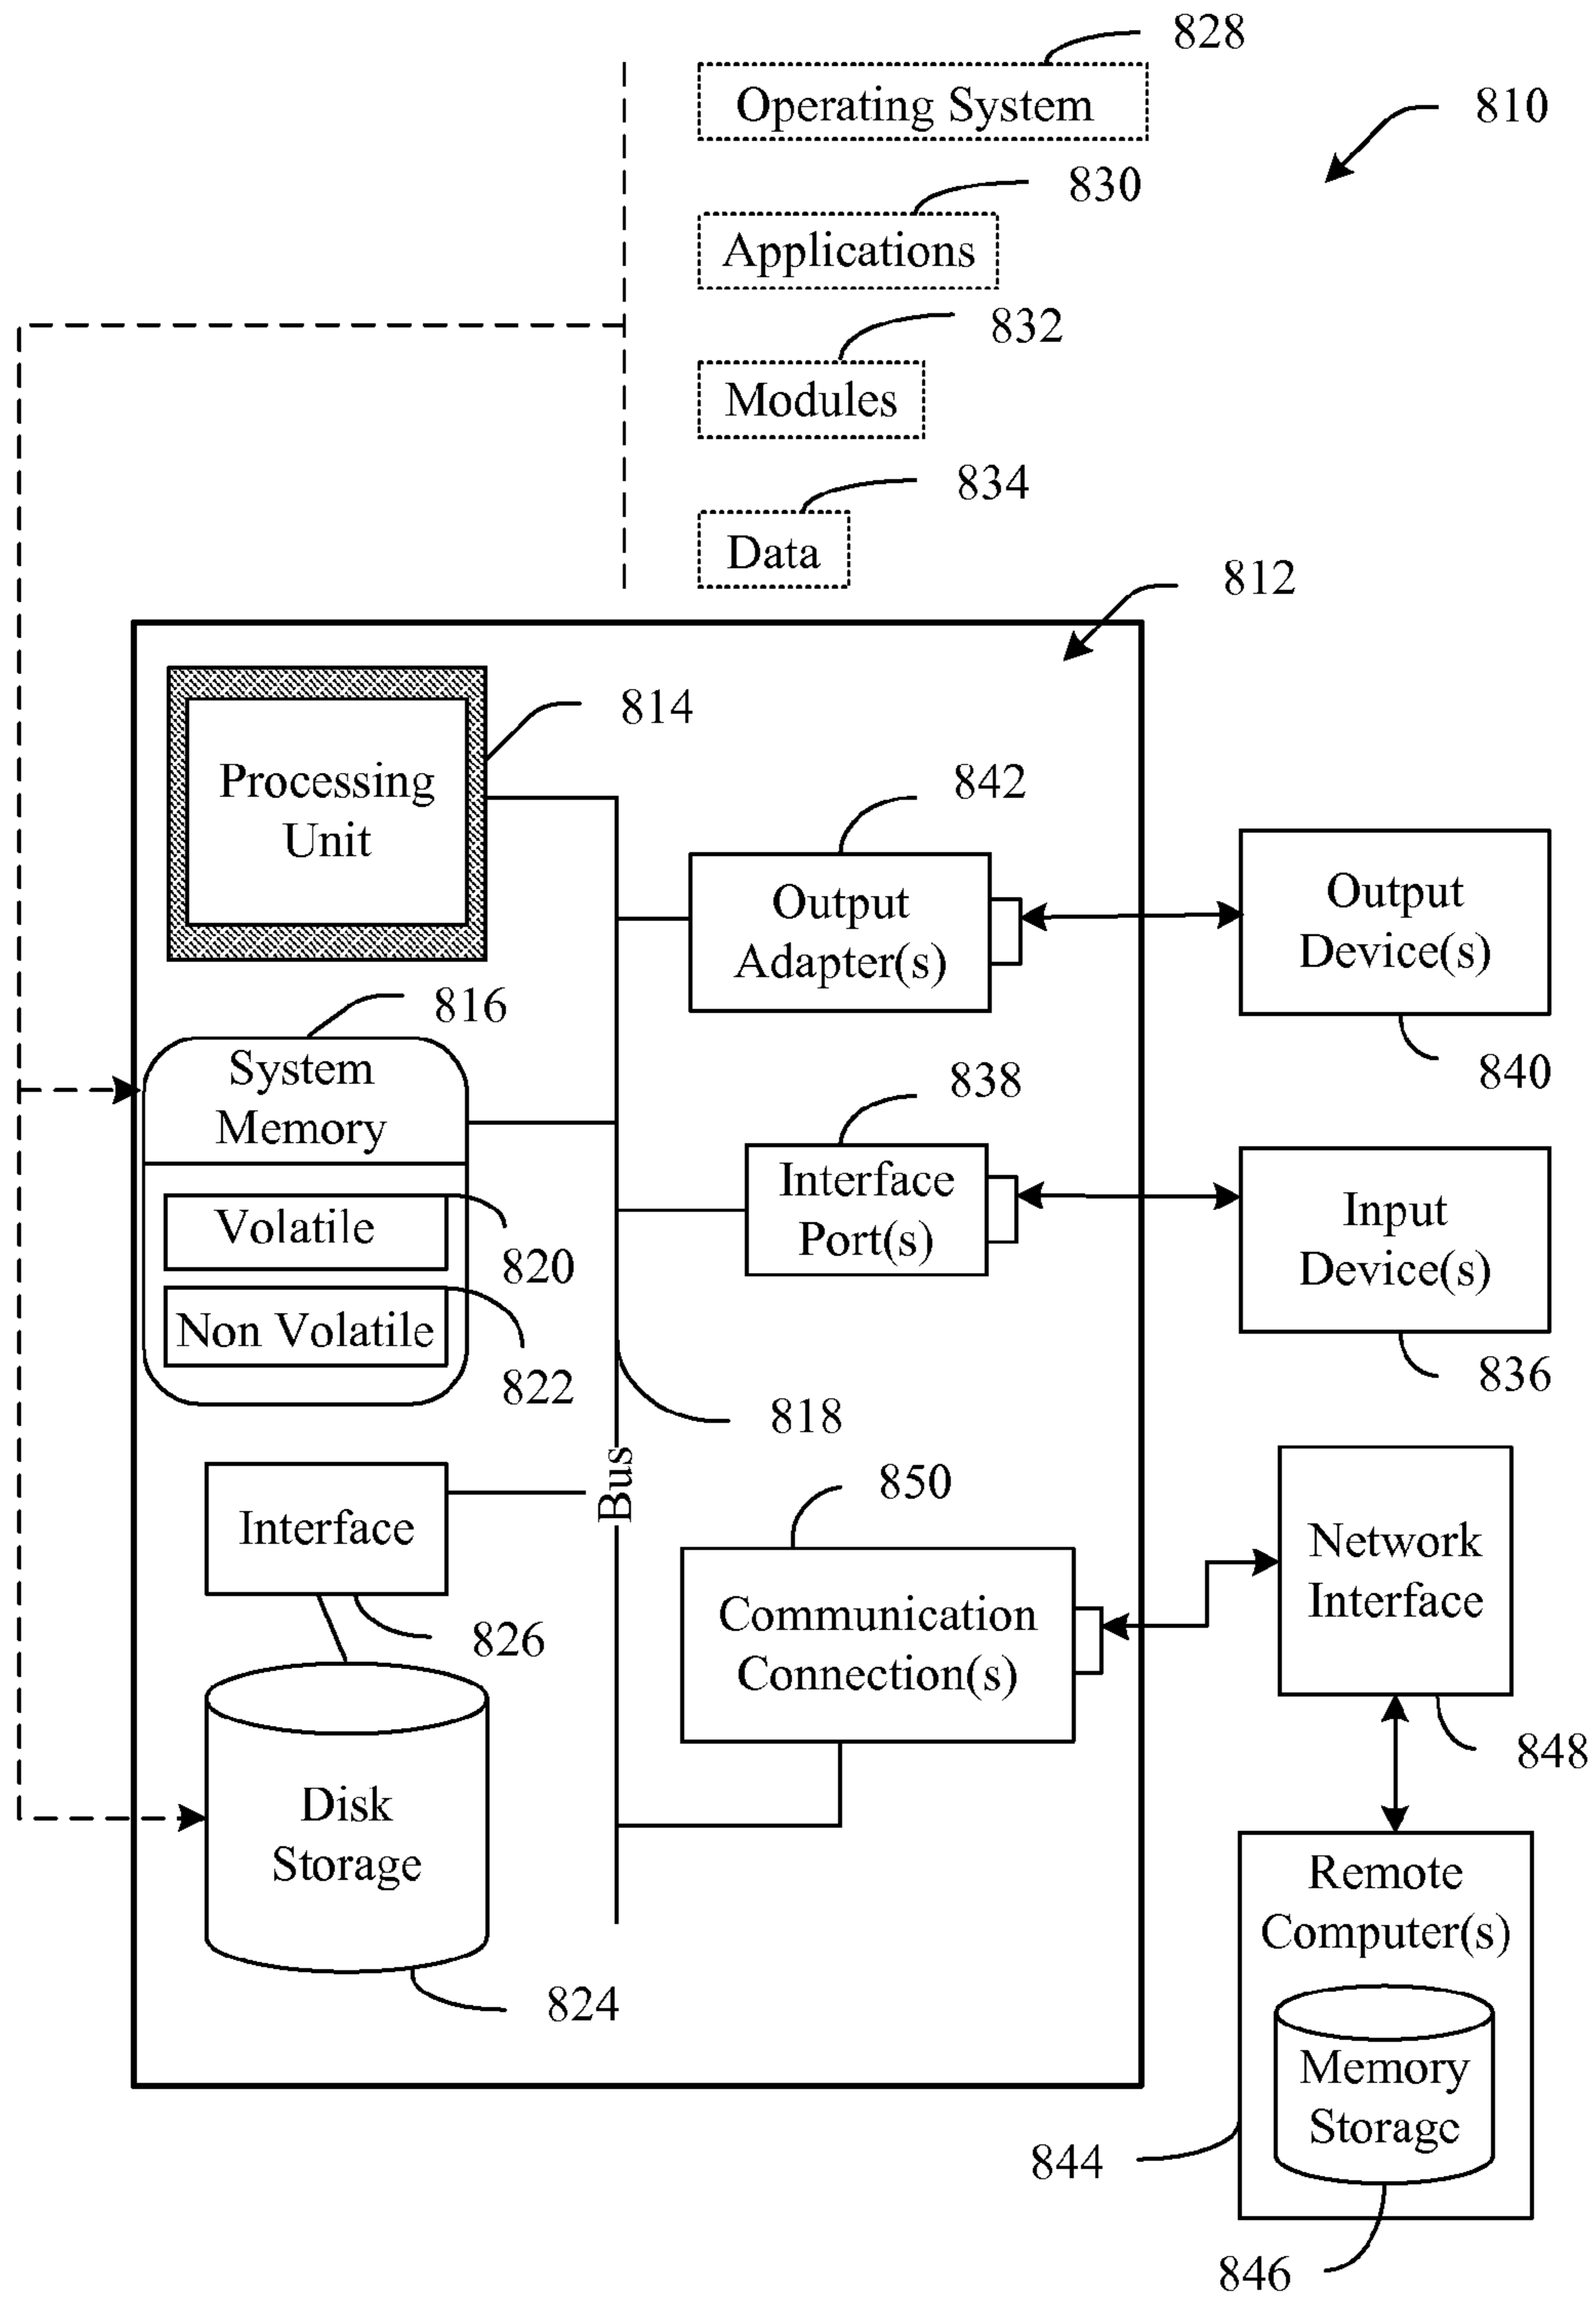 828
Operating System
810
830
Applications
832
Modules
834
Data
812
814
Processing
Unit
842
Output
Adapter(s)
Output
Device(s)
840
816
System
Memory
838
Interface
Port(s)
Input
Device(s)
836
Volatile
820
Non Volatile
822
818
Bus
850
Interface
826
Communication
Connection(s)
Network
Interface
848
Disk
Storage
824
Remote
Computer(s)
Memory
Storage
844
846